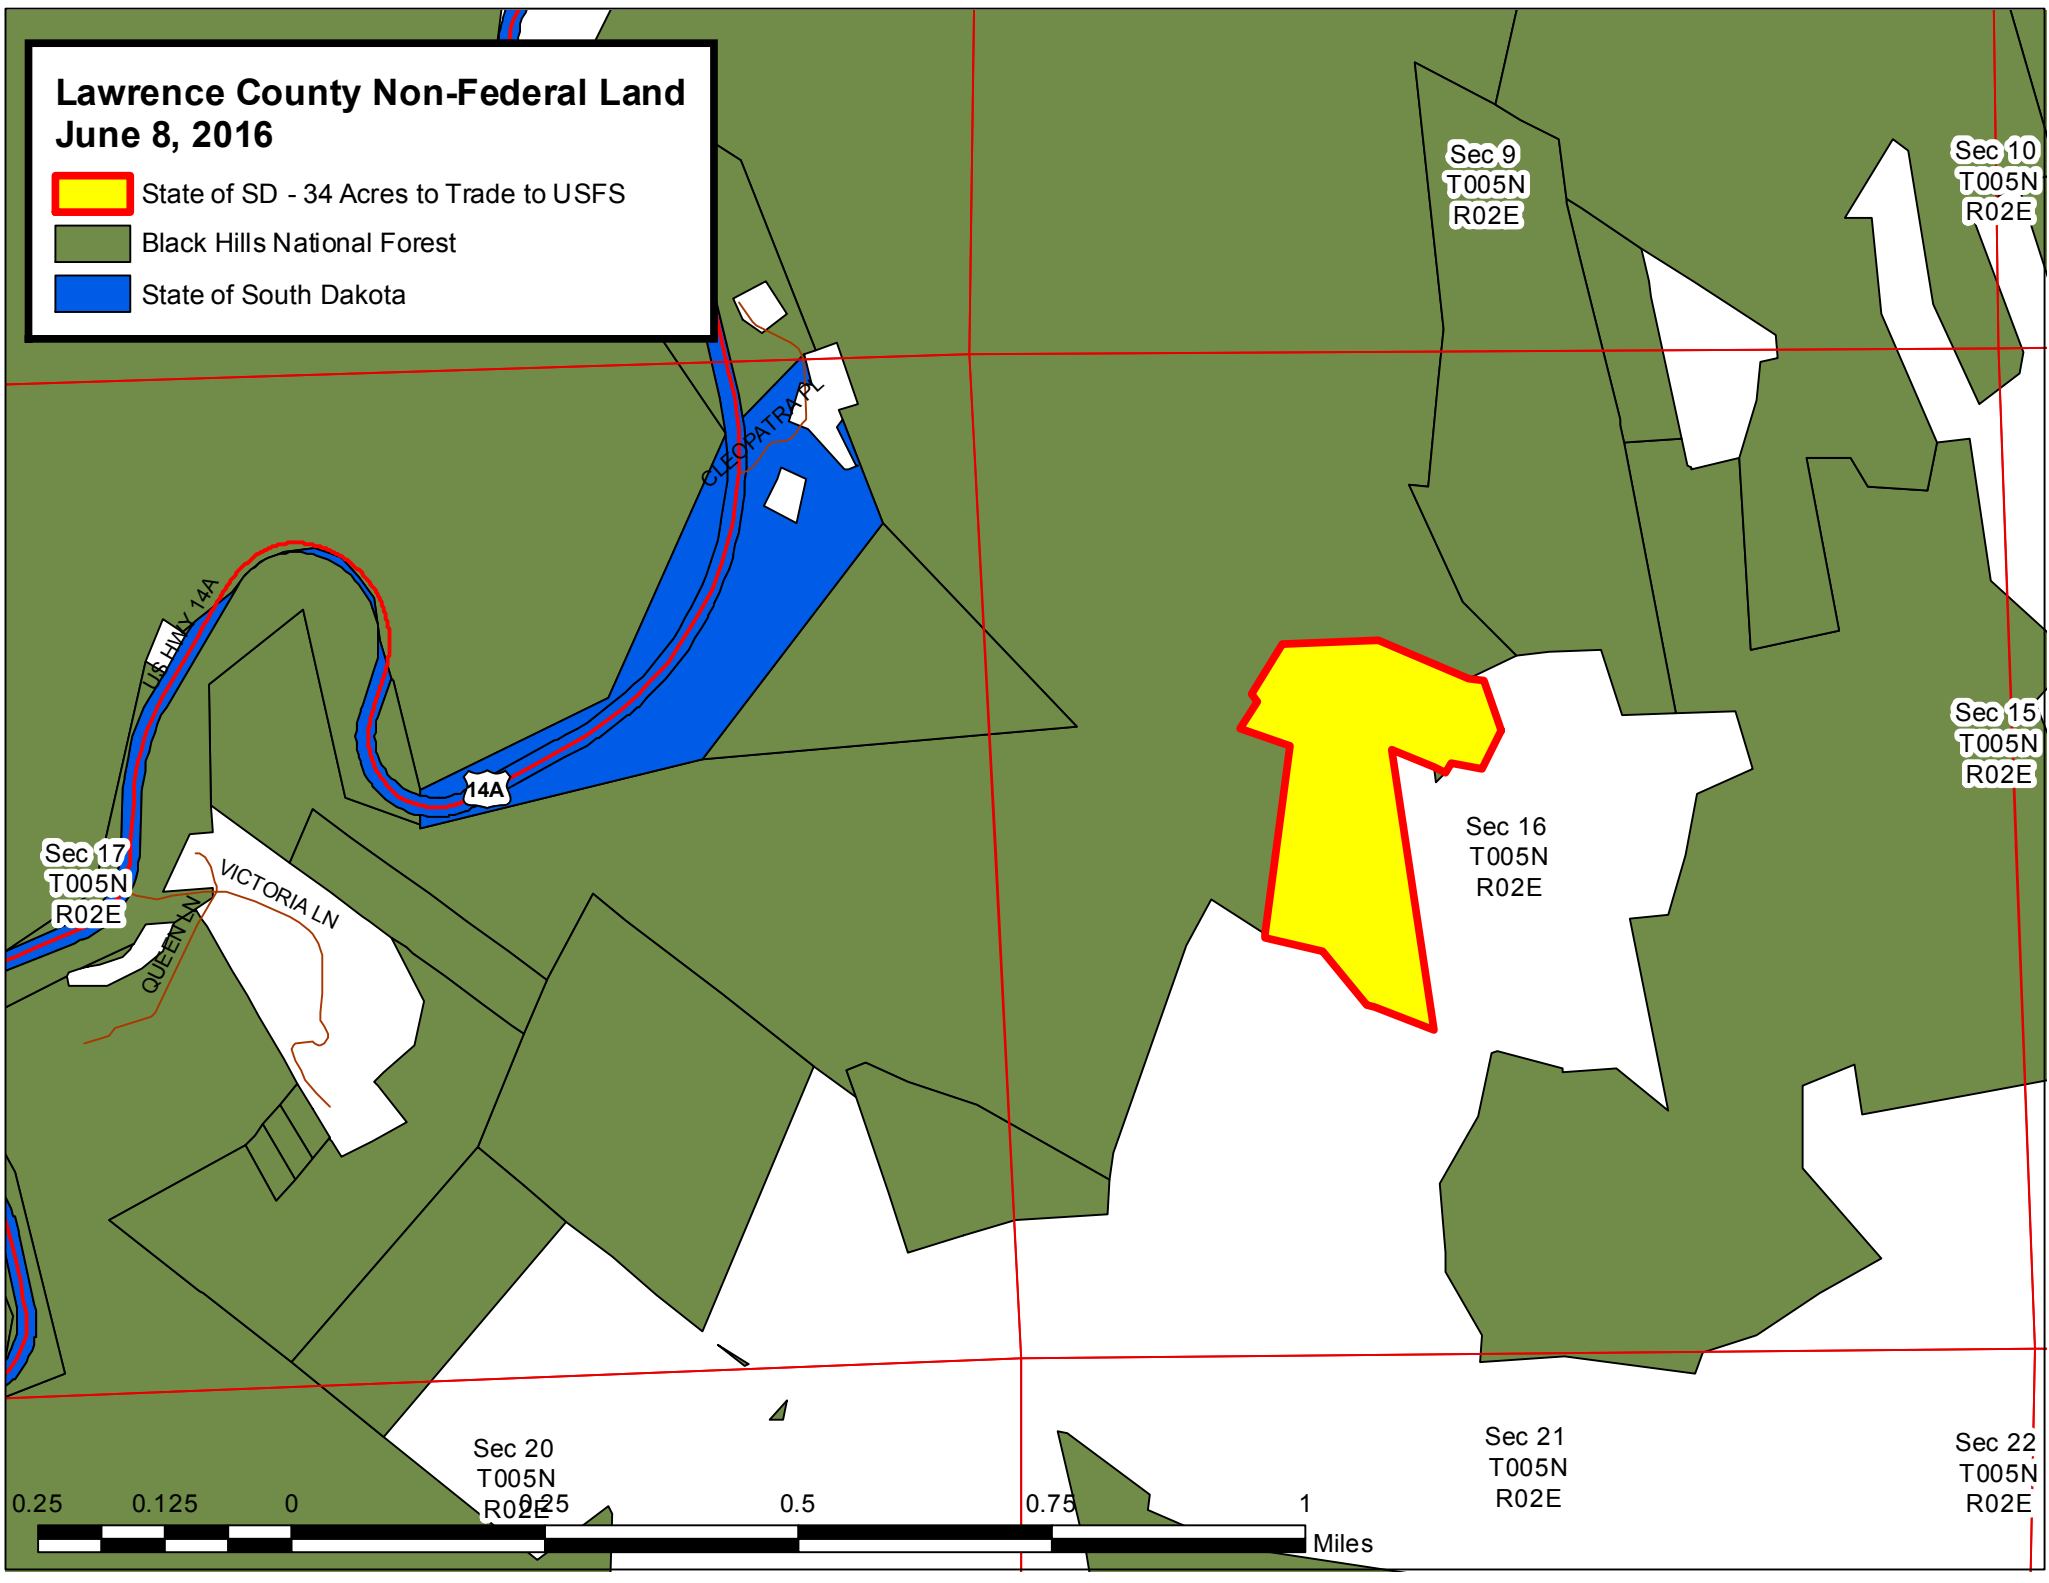 Lawrence County Non-Federal Land
June 8, 2016
State of SD - 34 Acres to Trade to USFS
Black Hills National Forest
State of South Dakota
Sec 9
T005N
R02E
Sec 10
T005N
R02E
CLEOPATRA PL
US HWY 14A
14A
Sec 15
T005N
R02E
Sec 16
T005N
R02E
Sec 17
T005N
R02E
VICTORIA LN
QUEEN LN
Sec 20
T005N
R02E
Sec 21
T005N
R02E
Sec 22
T005N
R02E
0.25 0.125 0 0.25 0.5 0.75 1
Miles